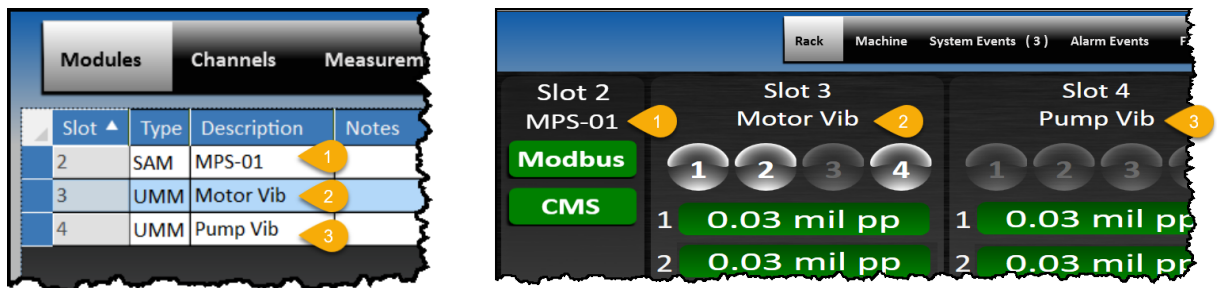 Modules Channels Measurem
Slot Type Description Notes
2 SAM MPS-01 1
3 UMM Motor Vib 2
4 UMM Pump Vib 3
Rack Machine System Events ( 3 ) Alarm Events
Slot 2
MPS-01 1
Modbus
CMS
Slot 3
Motor Vib 2
1 2 3 4
1 0.03 mil pp
2 0.03 mil pp
Slot 4
Pump Vib 3
1 2 3
1 0.03 mil pp
2 0.03 mil pp